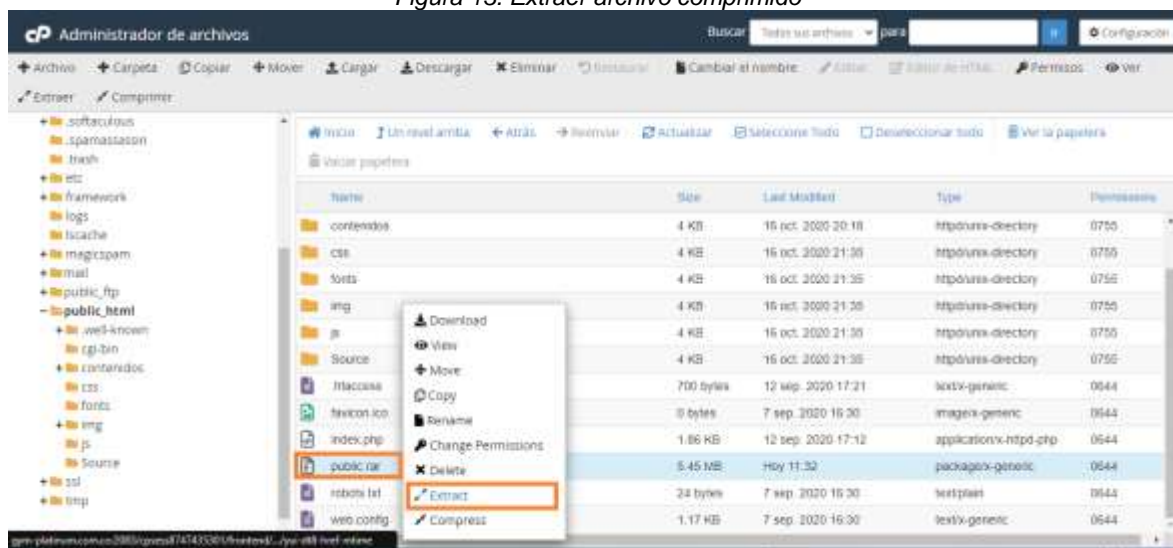 Figura 13. Extraer archivo comprimido
cP Administrador de archivos
Buscar Todos sus archivos para Ir Configuración
Archivo Carpeta Copiar Mover Cargar Descargar Eliminar Restaurar Cambiar el nombre Editar Editor de HTML Permisos Ver
Extraer Comprimir
Inicio Un nivel arriba Atrás Reenviar Actualizar Seleccione Todo Deseleccionar todo Ver la papelera
Vaciar papelera
.softaculous
.spamassassin
.trash
etc
framework
logs
lscache
magicspam
mail
public_ftp
public_html
.well-known
cgi-bin
contenidos
css
fonts
img
js
Source
ssl
tmp
Name Size Last Modified Type Permissions
contenidos 4 KB 16 oct. 2020 20:18 httpd/unix-directory 0755
css 4 KB 16 oct. 2020 21:35 httpd/unix-directory 0755
fonts 4 KB 16 oct. 2020 21:35 httpd/unix-directory 0755
img 4 KB 16 oct. 2020 21:35 httpd/unix-directory 0755
js 4 KB 16 oct. 2020 21:35 httpd/unix-directory 0755
Source 4 KB 16 oct. 2020 21:35 httpd/unix-directory 0755
.htaccess 700 bytes 12 sep. 2020 17:21 text/x-generic 0644
favicon.ico 0 bytes 7 sep. 2020 16:30 image/x-generic 0644
index.php 1.86 KB 12 sep. 2020 17:12 application/x-httpd-php 0644
public.rar 5.45 MB Hoy 11:32 package/x-generic 0644
robots.txt 24 bytes 7 sep. 2020 16:30 text/plain 0644
web.config 1.17 KB 7 sep. 2020 16:30 text/x-generic 0644
Download
View
Move
Copy
Rename
Change Permissions
Delete
Extract
Compress